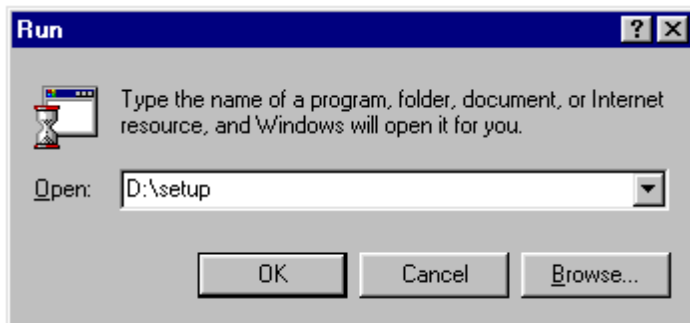 Run
Type the name of a program, folder, document, or Internet
resource, and Windows will open it for you.
Open: D:\setup
OK Cancel Browse...